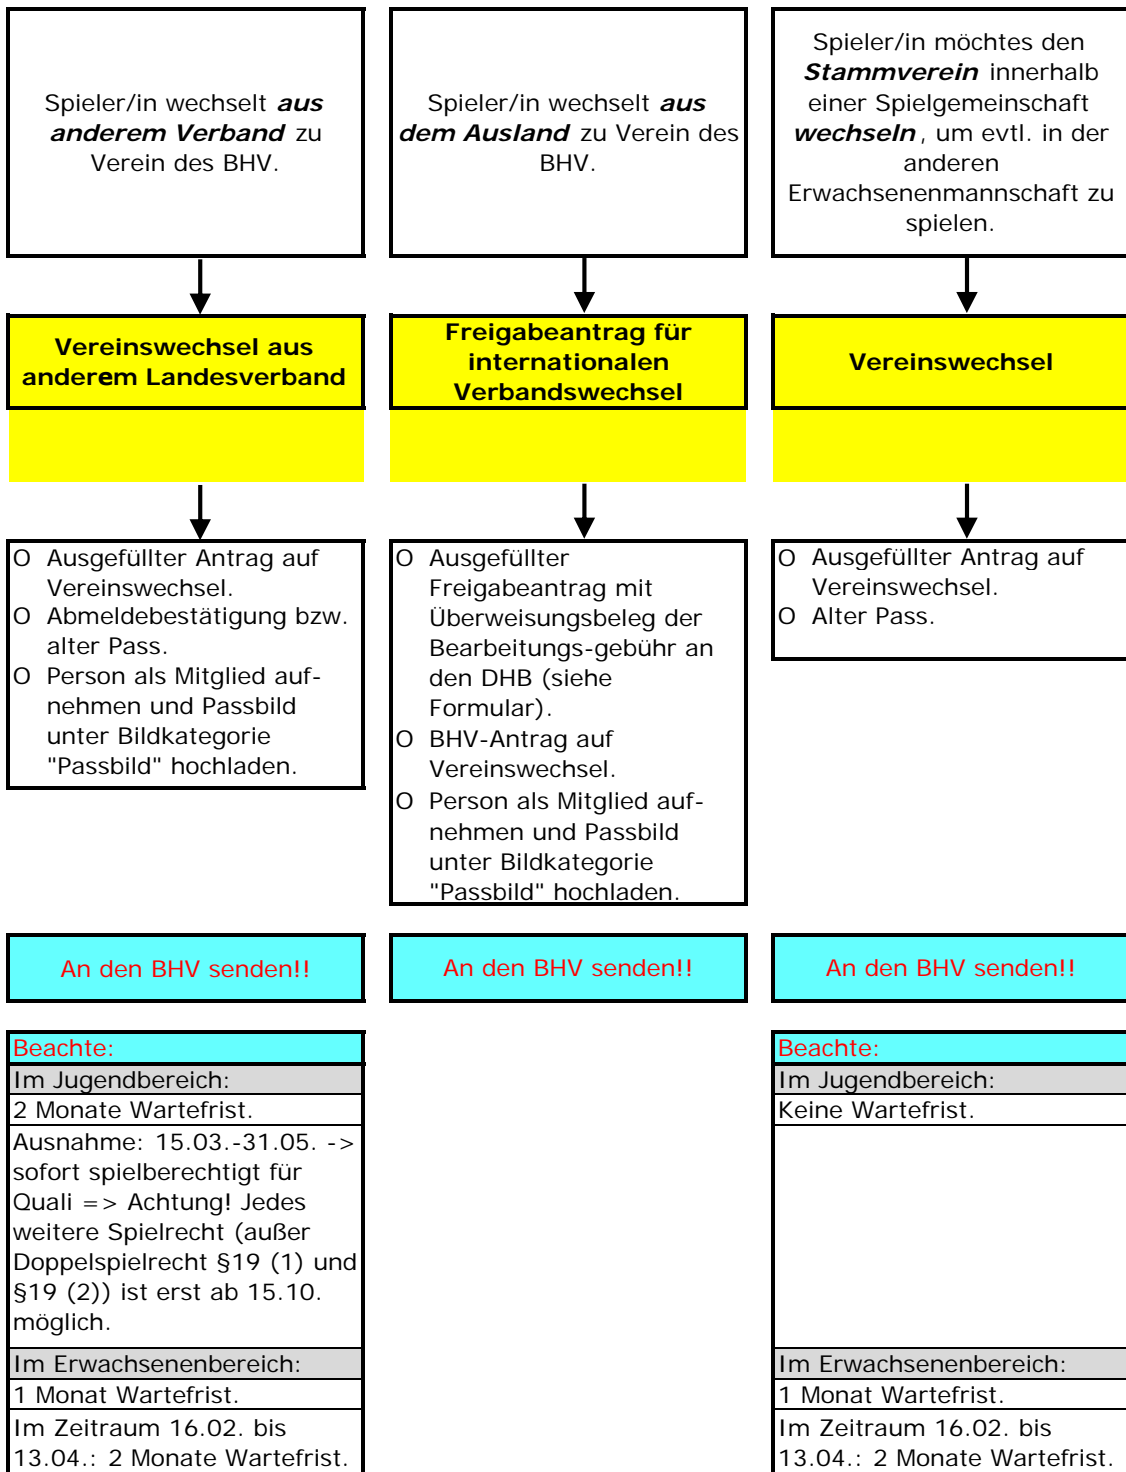 Spieler/in wechselt aus
anderem Verband zu
Verein des BHV.
Vereinswechsel aus
anderem Landesverband
O Ausgefüllter Antrag auf
Vereinswechsel.
O Abmeldebestätigung bzw.
alter Pass.
O Person als Mitglied auf-
nehmen und Passbild
unter Bildkategorie
"Passbild" hochladen.
An den BHV senden!!
Beachte:
Im Jugendbereich:
2 Monate Wartefrist.
Ausnahme: 15.03.-31.05. ->
sofort spielberechtigt für
Quali => Achtung! Jedes
weitere Spielrecht (außer
Doppelspielrecht §19 (1) und
§19 (2)) ist erst ab 15.10.
möglich.
Im Erwachsenenbereich:
1 Monat Wartefrist.
Im Zeitraum 16.02. bis
13.04.: 2 Monate Wartefrist.
Spieler/in wechselt aus
dem Ausland zu Verein des
BHV.
Freigabeantrag für
internationalen
Verbandswechsel
O Ausgefüllter
Freigabeantrag mit
Überweisungsbeleg der
Bearbeitungs-gebühr an
den DHB (siehe
Formular).
O BHV-Antrag auf
Vereinswechsel.
O Person als Mitglied auf-
nehmen und Passbild
unter Bildkategorie
"Passbild" hochladen.
An den BHV senden!!
Spieler/in möchtes den
Stammverein innerhalb
einer Spielgemeinschaft
wechseln, um evtl. in der
anderen
Erwachsenenmannschaft zu
spielen.
Vereinswechsel
O Ausgefüllter Antrag auf
Vereinswechsel.
O Alter Pass.
An den BHV senden!!
Beachte:
Im Jugendbereich:
Keine Wartefrist.
Im Erwachsenenbereich:
1 Monat Wartefrist.
Im Zeitraum 16.02. bis
13.04.: 2 Monate Wartefrist.